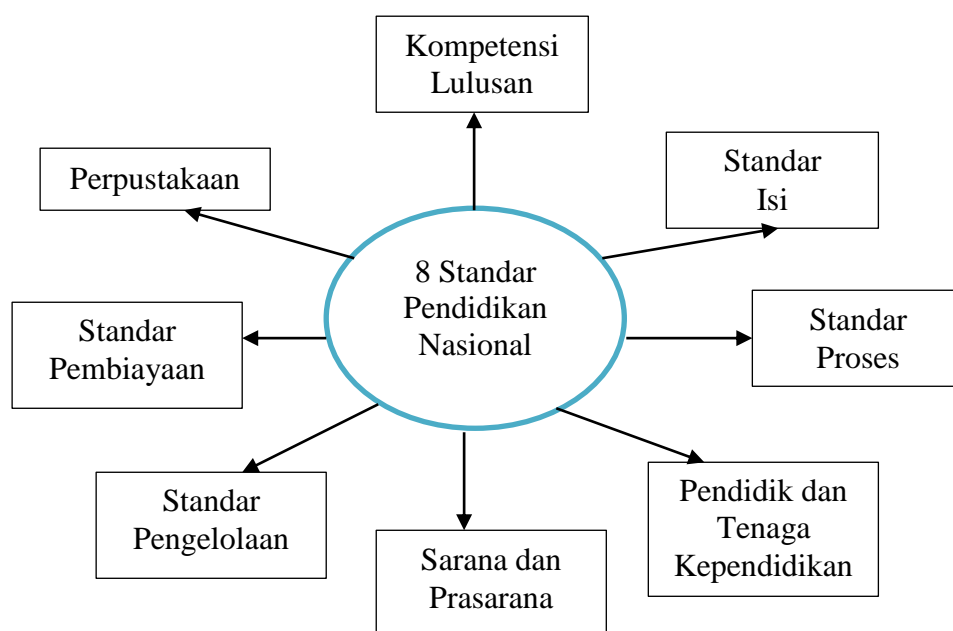 Kompetensi
Lulusan
Perpustakaan
Standar
Isi
8 Standar
Pendidikan
Nasional
Standar
Pembiayaan
Standar
Proses
Standar
Pengelolaan
Sarana dan
Prasarana
Pendidik dan
Tenaga
Kependidikan